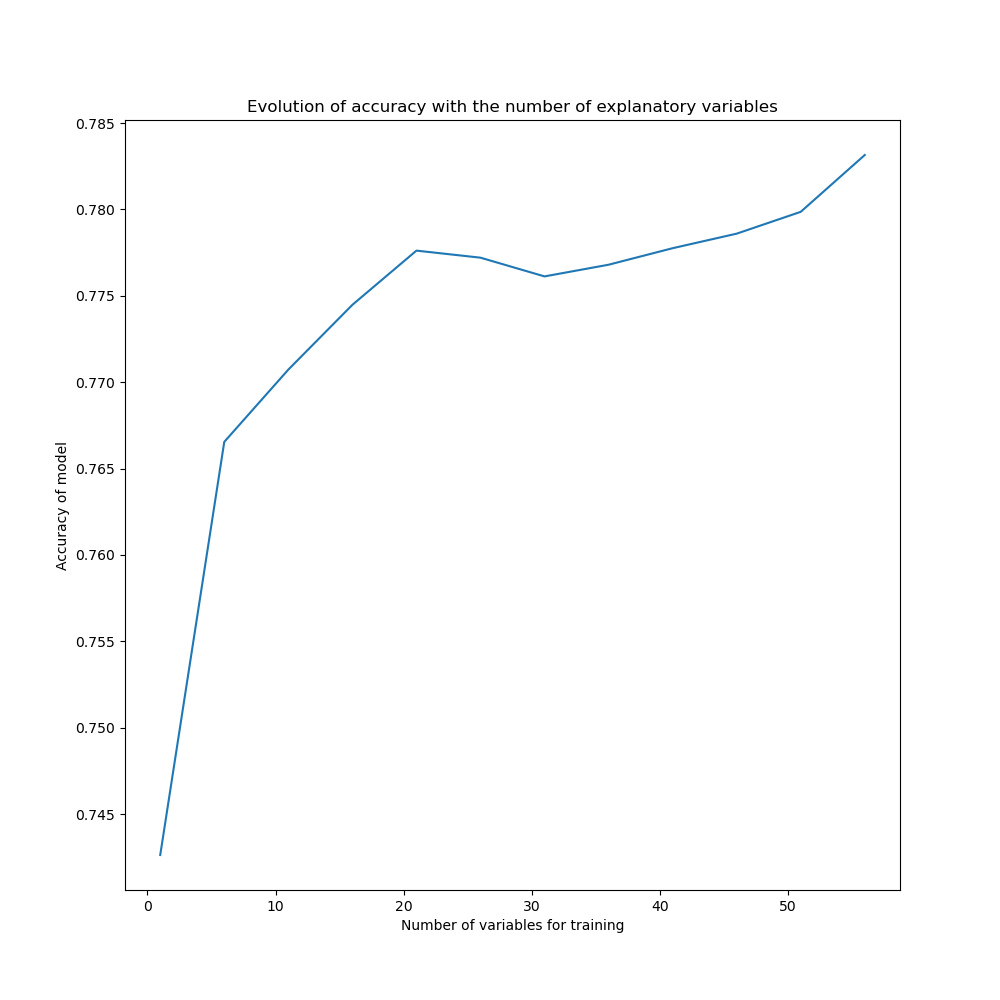 Evolution of accuracy with the number of explanatory variables
0.785
0.780
0.775
0.770
0.765
0.760
0.755
0.750
0.745
Accuracy of model
0 10 20 30 40 50
Number of variables for training